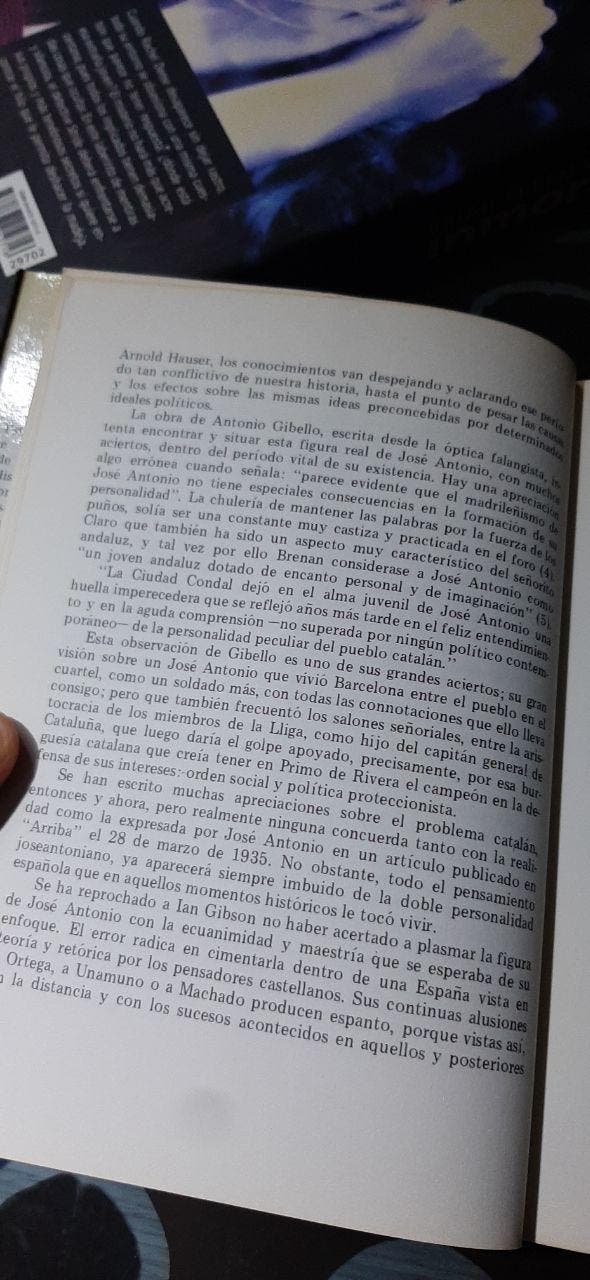 29702
Arnold Hauser, los conocimientos van despejando y aclarando ese perío-
do tan conflictivo de nuestra historia, hasta el punto de pesar las causas
y los efectos sobre las mismas ideas preconcebidas por determinados
ideales políticos.
La obra de Antonio Gibello, escrita desde la óptica falangista, in-
tenta encontrar y situar esta figura real de José Antonio, con muchos
aciertos, dentro del período vital de su existencia. Hay una apreciación
algo errónea cuando señala: "parece evidente que el madrileñismo de
José Antonio no tiene especiales consecuencias en la formación de su
personalidad". La chulería de mantener las palabras por la fuerza de los
puños, solía ser una constante muy castiza y practicada en el foro (4).
Claro que también ha sido un aspecto muy característico del señorito
andaluz, y tal vez por ello Brenan considerase a José Antonio como
"un joven andaluz dotado de encanto personal y de imaginación" (5).
"La Ciudad Condal dejó en el alma juvenil de José Antonio una
huella imperecedera que se reflejó años más tarde en el feliz entendimien-
to y en la aguda comprensión —no superada por ningún político contem-
poráneo— de la personalidad peculiar del pueblo catalán."
Esta observación de Gibello es uno de sus grandes aciertos; su gran
visión sobre un José Antonio que vivió Barcelona entre el pueblo en el
cuartel, como un soldado más, con todas las connotaciones que ello lleva
consigo; pero que también frecuentó los salones señoriales, entre la aris-
tocracia de los miembros de la Lliga, como hijo del capitán general de
Cataluña, que luego daría el golpe apoyado, precisamente, por esa bur-
guesía catalana que creía tener en Primo de Rivera el campeón en la de-
fensa de sus intereses: orden social y política proteccionista.
Se han escrito muchas apreciaciones sobre el problema catalán,
entonces y ahora, pero realmente ninguna concuerda tanto con la reali-
dad como la expresada por José Antonio en un artículo publicado en
"Arriba" el 28 de marzo de 1935. No obstante, todo el pensamiento
joseantoniano, ya aparecerá siempre imbuido de la doble personalidad
española que en aquellos momentos históricos le tocó vivir.
Se ha reprochado a Ian Gibson no haber acertado a plasmar la figura
de José Antonio con la ecuanimidad y maestría que se esperaba de su
enfoque. El error radica en cimentarla dentro de una España vista en
teoría y retórica por los pensadores castellanos. Sus continuas alusiones
Ortega, a Unamuno o a Machado producen espanto, porque vistas así,
la distancia y con los sucesos acontecidos en aquellos y posteriores